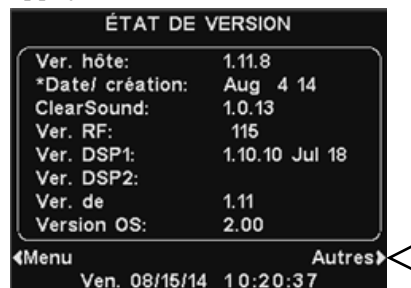 ÉTAT DE VERSION
Ver. hôte: 1.11.8
*Date/ création: Aug 4 14
ClearSound: 1.0.13
Ver. RF: 115
Ver. DSP1: 1.10.10 Jul 18
Ver. DSP2:
Ver. de 1.11
Version OS: 2.00
Menu Autres
Ven. 08/15/14 10:20:37